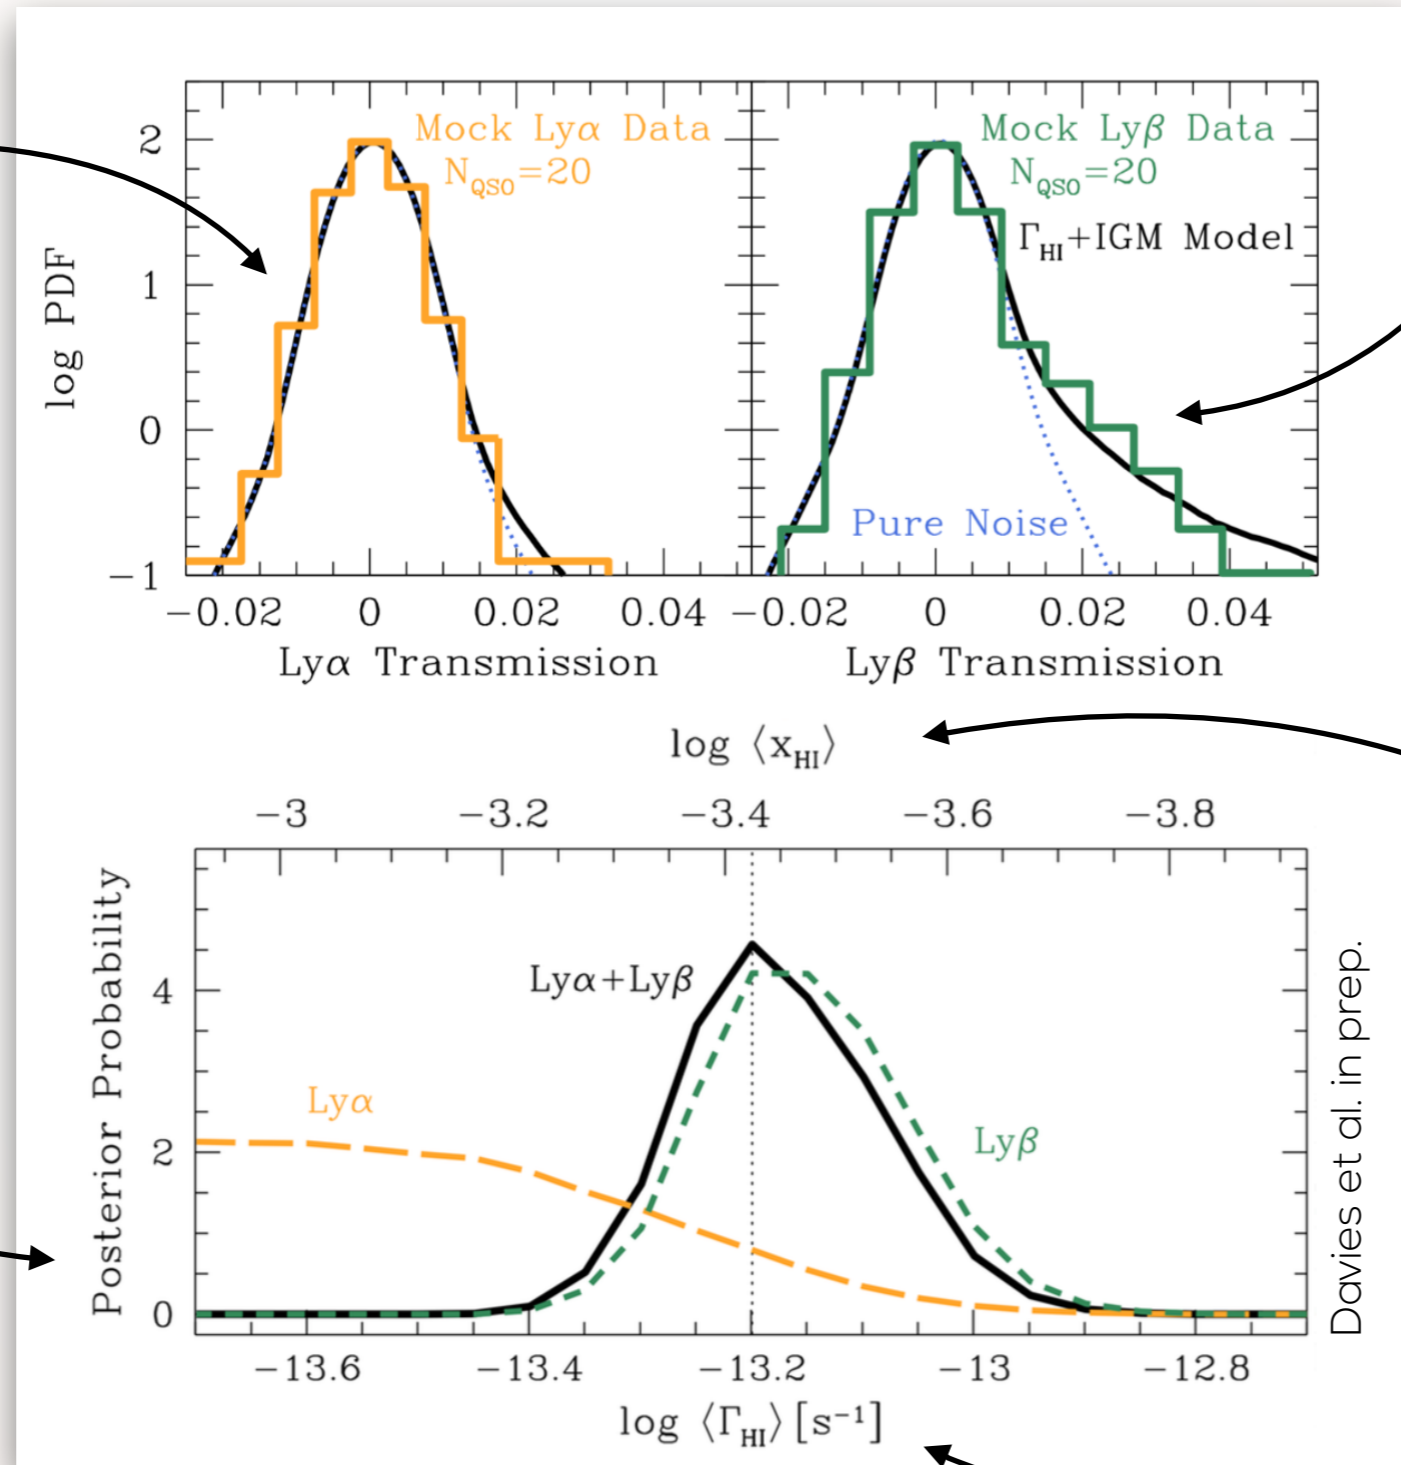 Mock Lyα Data
N_QSO=20
Mock Lyβ Data
N_QSO=20
Γ_HI+IGM Model
Pure Noise
log PDF
2
1
0
−1
−0.02 0 0.02 0.04
−0.02 0 0.02 0.04
Lyα Transmission
Lyβ Transmission
log ⟨x_HI⟩
−3 −3.2 −3.4 −3.6 −3.8
Posterior Probability
4
2
0
Lyα+Lyβ
Lyα
Lyβ
−13.6 −13.4 −13.2 −13 −12.8
log ⟨Γ_HI⟩[s⁻¹]
Davies et al. in prep.